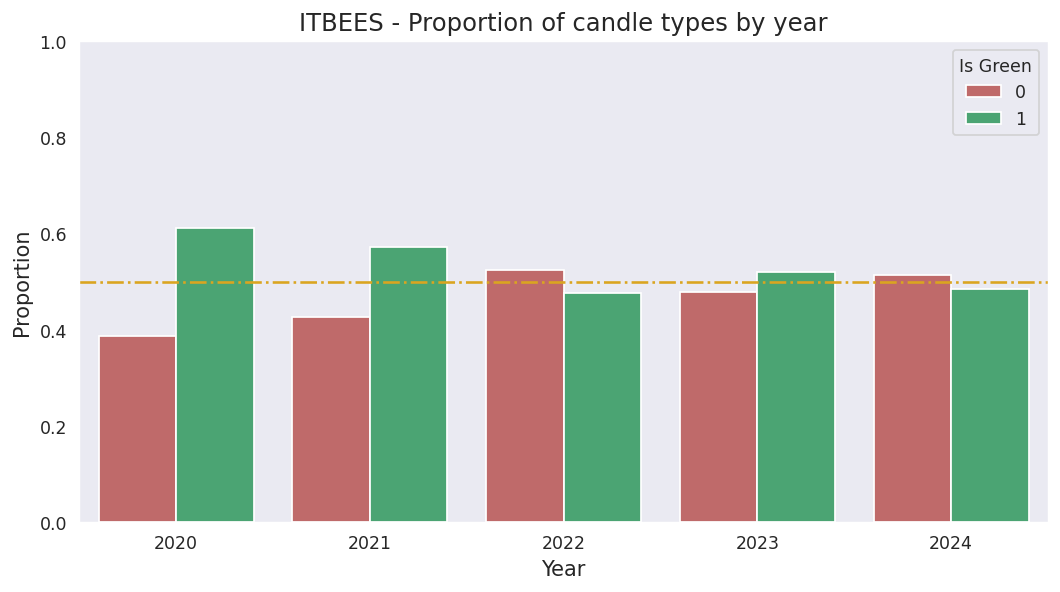 ITBEES - Proportion of candle types by year
1.0
0.8
0.6
0.4
0.2
0.0
Proportion
Is Green
0
1
2020 2021 2022 2023 2024
Year